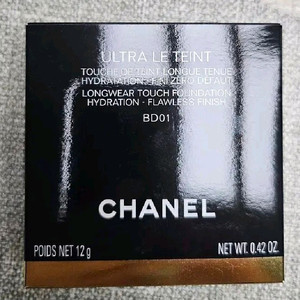 ULTRA LE TEINT
TOUCHE DE TEINT LONGUE TENUE
HYDRATATION - FINI ZÉRO DÉFAUT
LONGWEAR TOUCH FOUNDATION
HYDRATION - FLAWLESS FINISH
BD01
CHANEL
POIDS NET 12 g NET WT. 0.42 OZ.